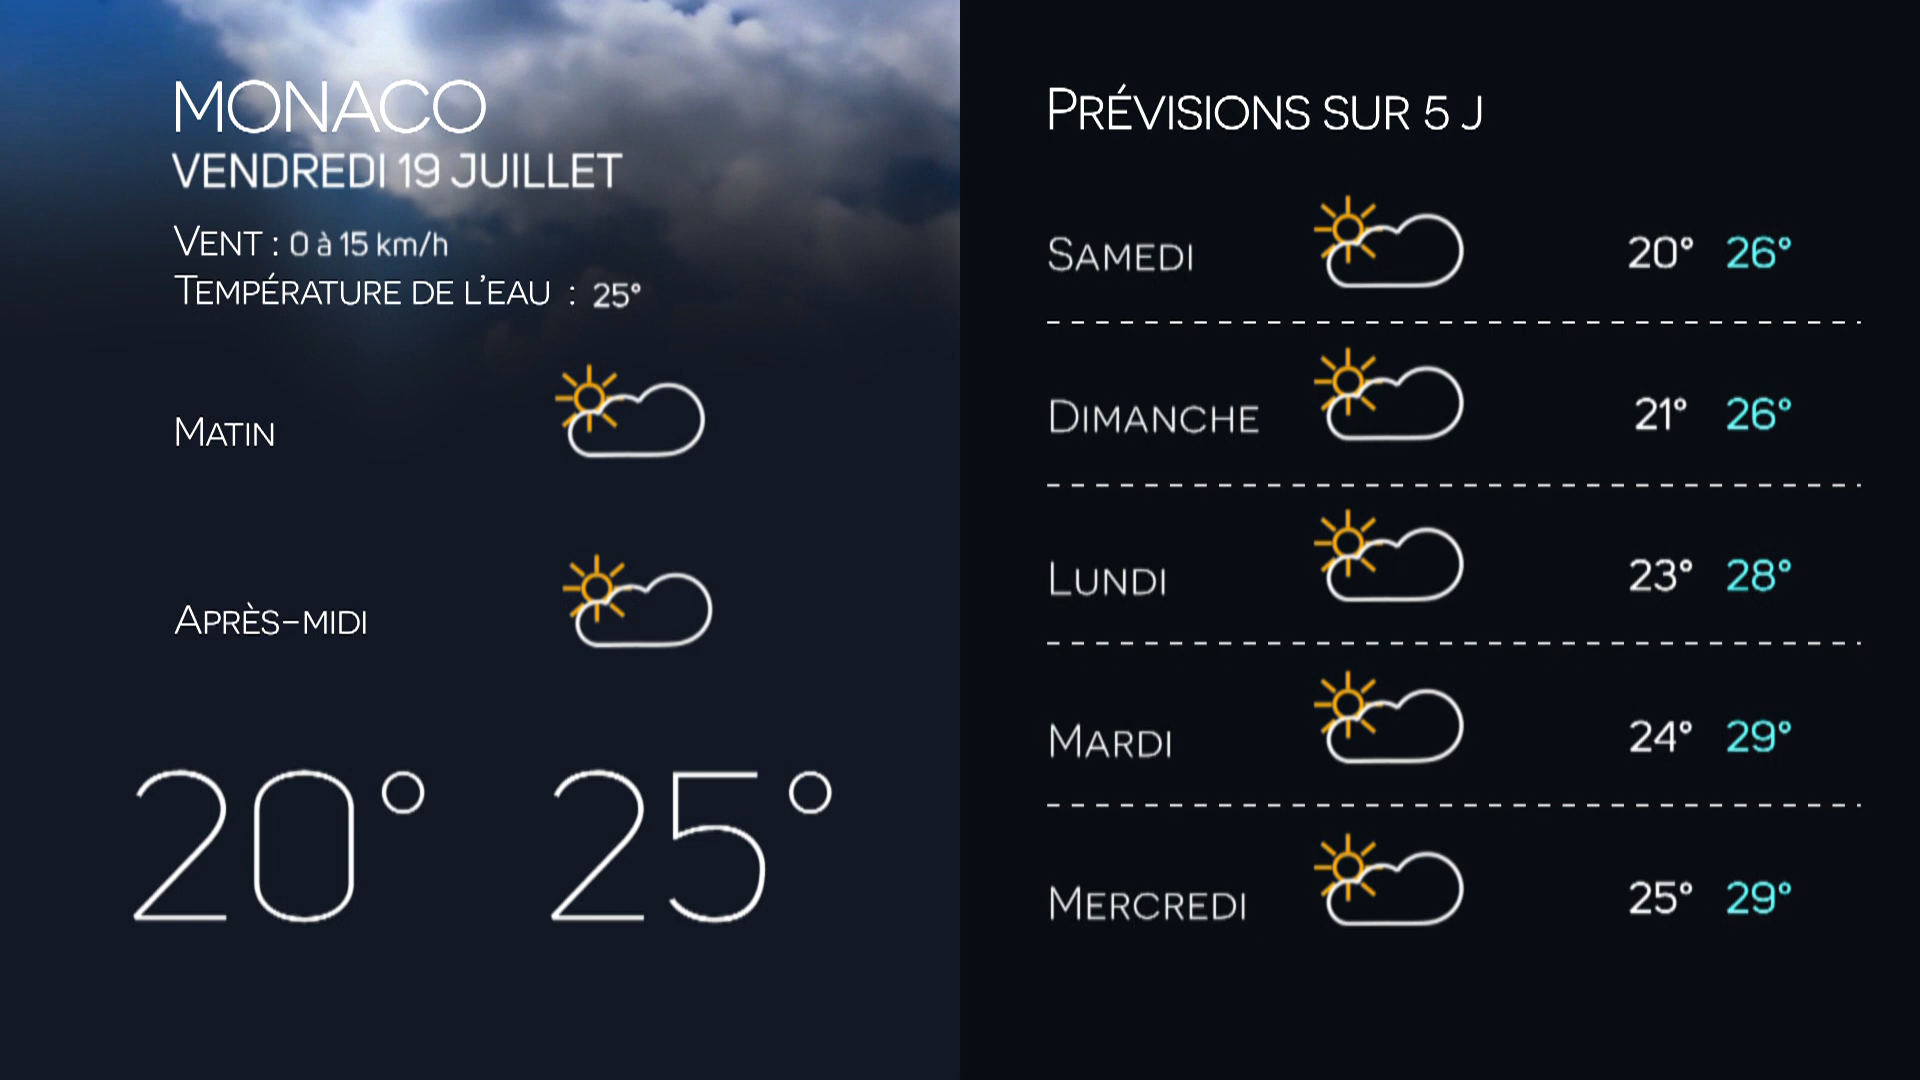 MONACO
VENDREDI 19 JUILLET
VENT : 0 à 15 km/h
TEMPÉRATURE DE L'EAU : 25°
MATIN
APRÈS-MIDI
20° 25°
PRÉVISIONS SUR 5 J
SAMEDI 20° 26°
DIMANCHE 21° 26°
LUNDI 23° 28°
MARDI 24° 29°
MERCREDI 25° 29°